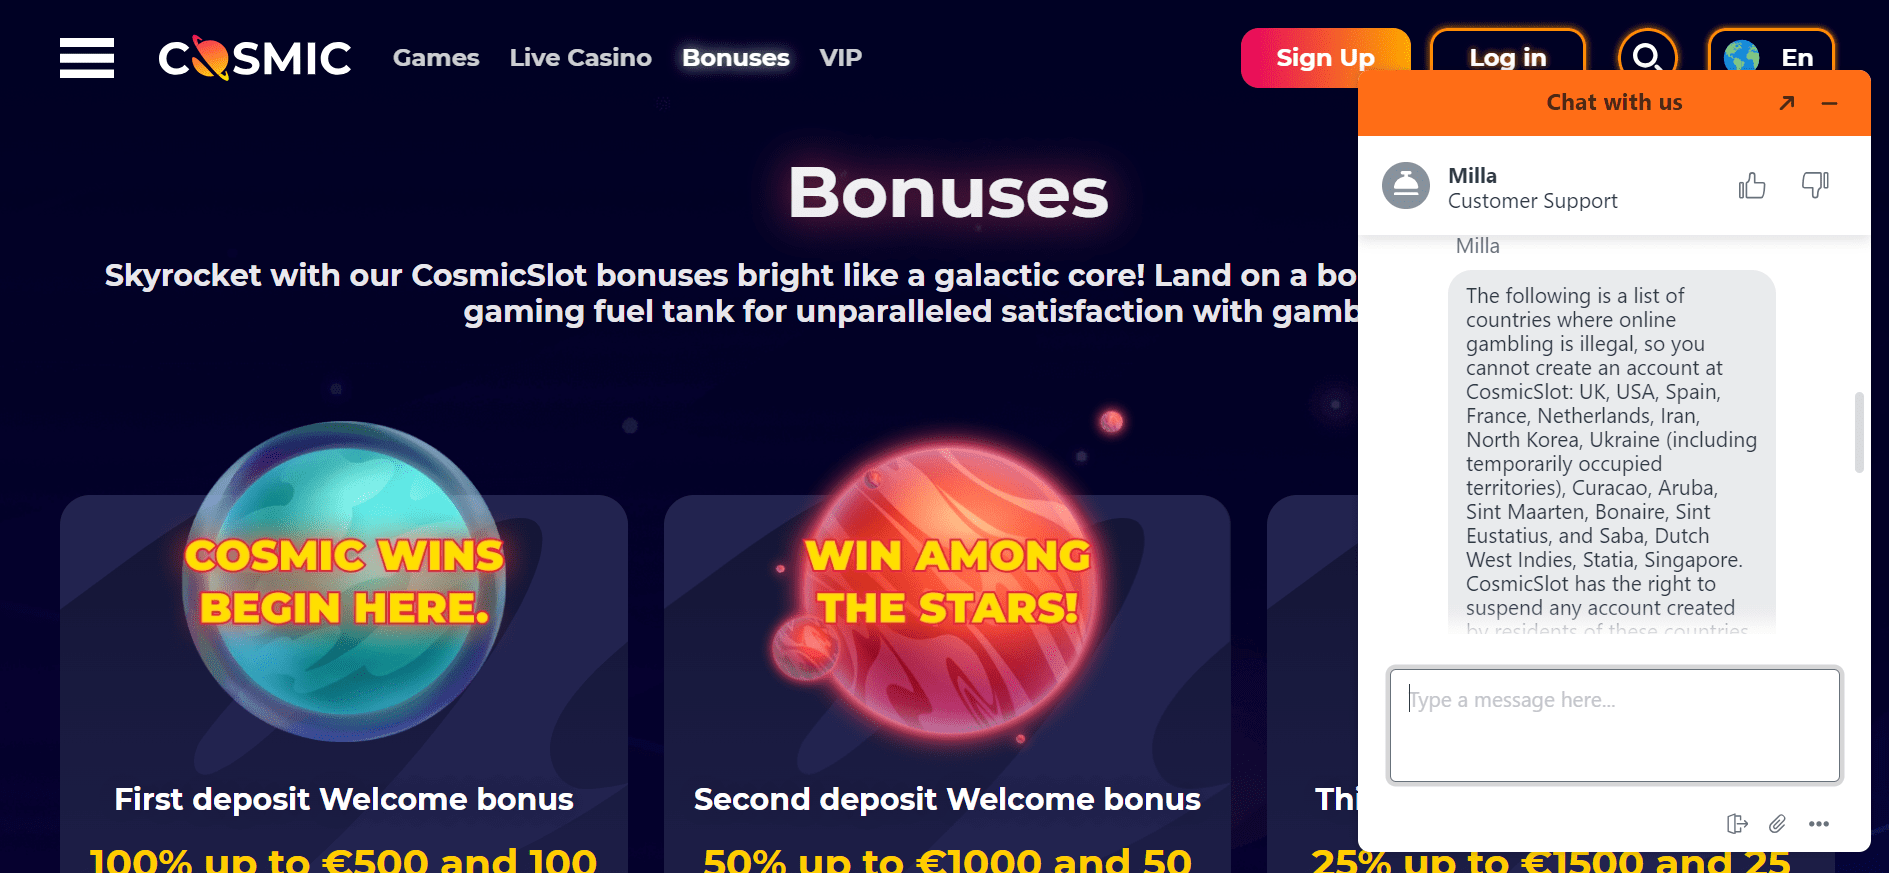 COSMIC
Games
Live Casino
Bonuses
VIP
Sign Up
Log in
En
Bonuses
Skyrocket with our CosmicSlot bonuses bright like a galactic core! Land on a bo
gaming fuel tank for unparalleled satisfaction with gamb
COSMIC WINS
BEGIN HERE.
First deposit Welcome bonus
100% up to €500 and 100
WIN AMONG
THE STARS!
Second deposit Welcome bonus
50% up to €1000 and 50
Thi
25% up to €1500 and 25
Chat with us
Milla
Customer Support
Milla
The following is a list of
countries where online
gambling is illegal, so you
cannot create an account at
CosmicSlot: UK, USA, Spain,
France, Netherlands, Iran,
North Korea, Ukraine (including
temporarily occupied
territories), Curacao, Aruba,
Sint Maarten, Bonaire, Sint
Eustatius, and Saba, Dutch
West Indies, Statia, Singapore.
CosmicSlot has the right to
suspend any account created
by residents of these countries
Type a message here...